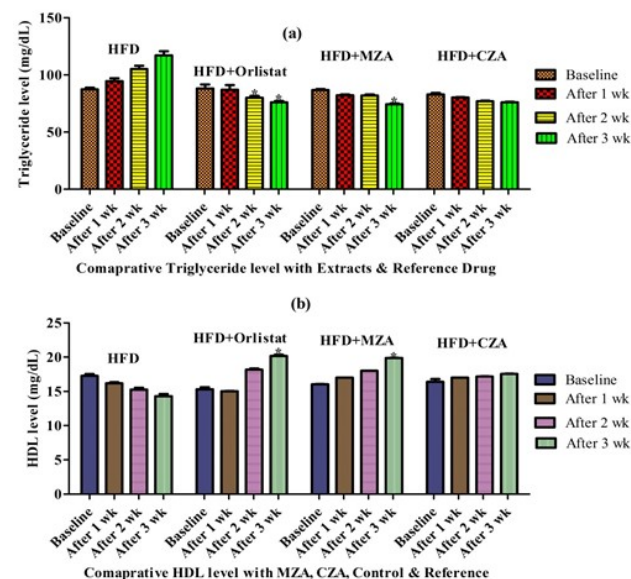 (a)
Triglyceride level (mg/dL)
150
100
50
0
HFD
HFD+Orlistat
HFD+MZA
HFD+CZA
*
*
*
Baseline
After 1 wk
After 2 wk
After 3 wk
Baseline
After 1 wk
After 2 wk
After 3 wk
Baseline
After 1 wk
After 2 wk
After 3 wk
Baseline
After 1 wk
After 2 wk
After 3 wk
Baseline
After 1 wk
After 2 wk
After 3 wk
Comaprative Triglyceride level with Extracts & Reference Drug
(b)
HDL level (mg/dL)
25
20
15
10
5
0
HFD
HFD+Orlistat
HFD+MZA
HFD+CZA
*
*
Baseline
After 1 wk
After 2 wk
After 3 wk
Baseline
After 1 wk
After 2 wk
After 3 wk
Baseline
After 1 wk
After 2 wk
After 3 wk
Baseline
After 1 wk
After 2 wk
After 3 wk
Baseline
After 1 wk
After 2 wk
After 3 wk
Comaprative HDL level with MZA, CZA, Control & Reference